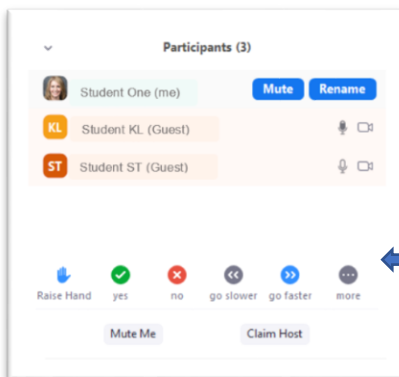 Participants (3)
Student One (me) Mute Rename
KL Student KL (Guest)
ST Student ST (Guest)
Raise Hand yes no go slower go faster more
Mute Me Claim Host